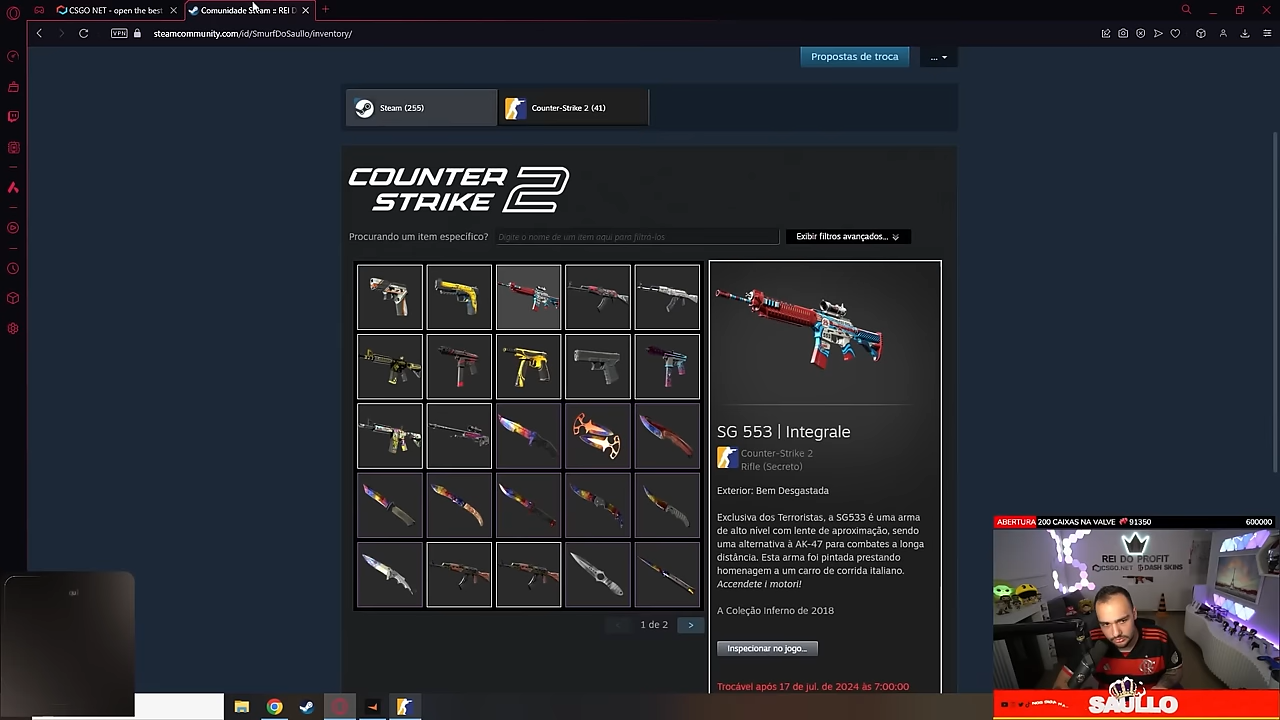 CSGO NET - open the best
Comunidade Steam :: REI D
VPN
steamcommunity.com/id/SmurfDoSaullo/inventory/
Propostas de troca
...
Steam (255)
Counter-Strike 2 (41)
COUNTER
STRIKE 2
Procurando um item específico?
Digite o nome de um item aqui para filtrá-los
Exibir filtros avançados...
SG 553 | Integrale
Counter-Strike 2
Rifle (Secreto)
Exterior: Bem Desgastada
Exclusiva dos Terroristas, a SG553 é uma arma
de alto nível com lente de aproximação, sendo
uma alternativa à AK-47 para combates a longa
distância. Esta arma foi pintada prestando
homenagem a um carro de corrida italiano.
Accendete i motori!
A Coleção Inferno de 2018
1 de 2
>
Inspecionar no jogo...
Trocável após 17 de jul. de 2024 às 7:00:00
ABERTURA 200 CAIXAS NA VALVE 91350 600000
REI DO PROFIT
CSGO.NET DASH SKINS
SAULLO